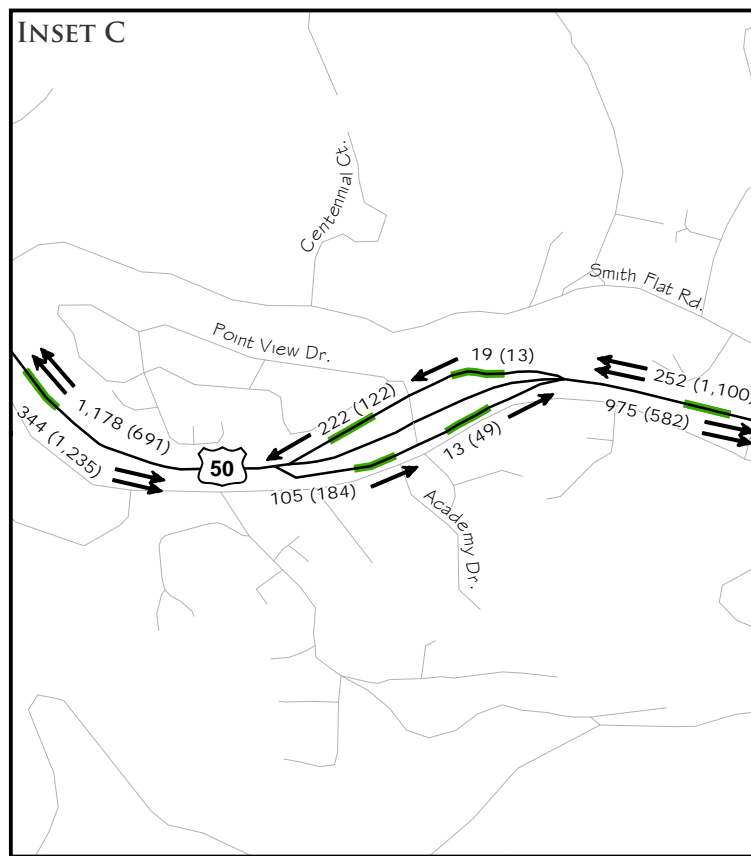 INSET C
Centennial Ct.
Smith Flat Rd.
Point View Dr.
19 (13)
252 (1,100)
975 (582)
222 (122)
1,178 (691)
344 (1,235)
13 (49)
50
105 (184)
Academy Dr.